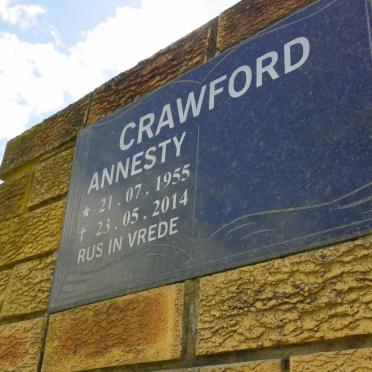 CRAWFORD
ANNESTY
★ 21 . 07 . 1955
† 23 . 05 . 2014
RUS IN VREDE